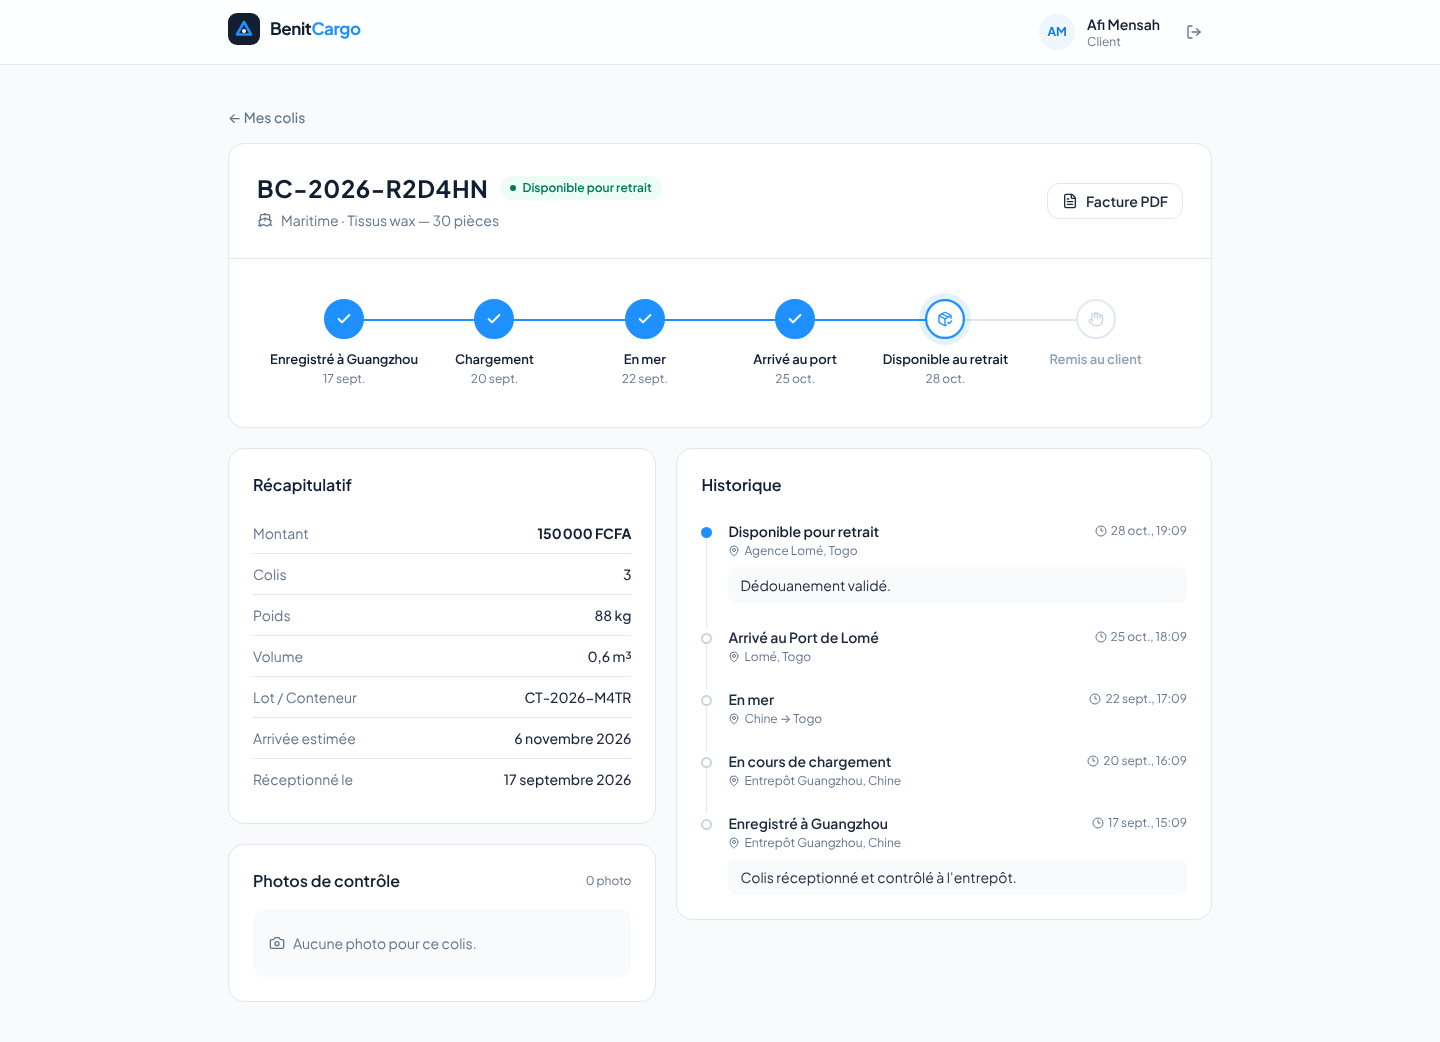 BenitCargo
AM
Afi Mensah
Client
← Mes colis
BC-2026-R2D4HN
Disponible pour retrait
Maritime · Tissus wax — 30 pièces
Facture PDF
Enregistré à Guangzhou
17 sept.
Chargement
20 sept.
En mer
22 sept.
Arrivé au port
25 oct.
Disponible au retrait
28 oct.
Remis au client
Récapitulatif
Montant 150 000 FCFA
Colis 3
Poids 88 kg
Volume 0,6 m³
Lot / Conteneur CT-2026-M4TR
Arrivée estimée 6 novembre 2026
Réceptionné le 17 septembre 2026
Photos de contrôle 0 photo
Aucune photo pour ce colis.
Historique
Disponible pour retrait 28 oct., 19:09
Agence Lomé, Togo
Dédouanement validé.
Arrivé au Port de Lomé 25 oct., 18:09
Lomé, Togo
En mer 22 sept., 17:09
Chine → Togo
En cours de chargement 20 sept., 16:09
Entrepôt Guangzhou, Chine
Enregistré à Guangzhou 17 sept., 15:09
Entrepôt Guangzhou, Chine
Colis réceptionné et contrôlé à l'entrepôt.